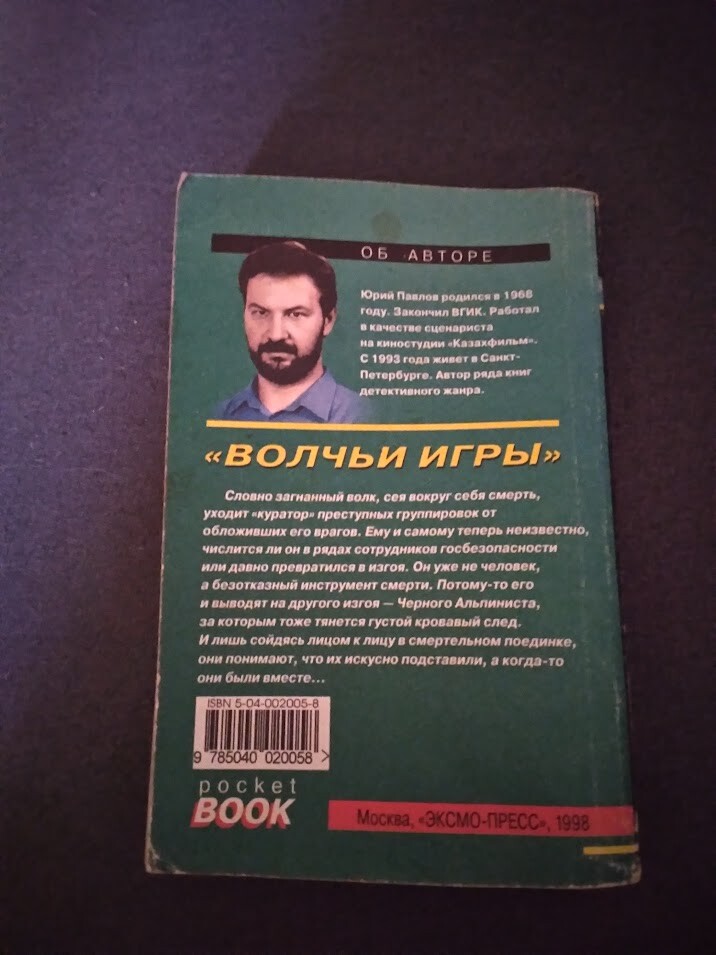 ОБ АВТОРЕ
Юрий Павлов родился в 1968
году. Закончил ВГИК. Работал
в качестве сценариста
на киностудии «Казахфильм».
С 1993 года живет в Санкт-
Петербурге. Автор ряда книг
детективного жанра.
«ВОЛЧЬИ ИГРЫ»
Словно загнанный волк, сея вокруг себя смерть,
уходит «куратор» преступных группировок от
обложивших его врагов. Ему и самому теперь неизвестно,
числится ли он в рядах сотрудников госбезопасности
или давно превратился в изгоя. Он уже не человек,
а безотказный инструмент смерти. Потому-то его
и выводят на другого изгоя — Черного Альпиниста,
за которым тоже тянется густой кровавый след.
И лишь сойдясь лицом к лицу в смертельном поединке,
они понимают, что их искусно подставили, а когда-то
они были вместе...
ISBN 5-04-002005-8
9 785040 020058 >
pocket
BOOK
Москва, «ЭКСМО-ПРЕСС», 1998